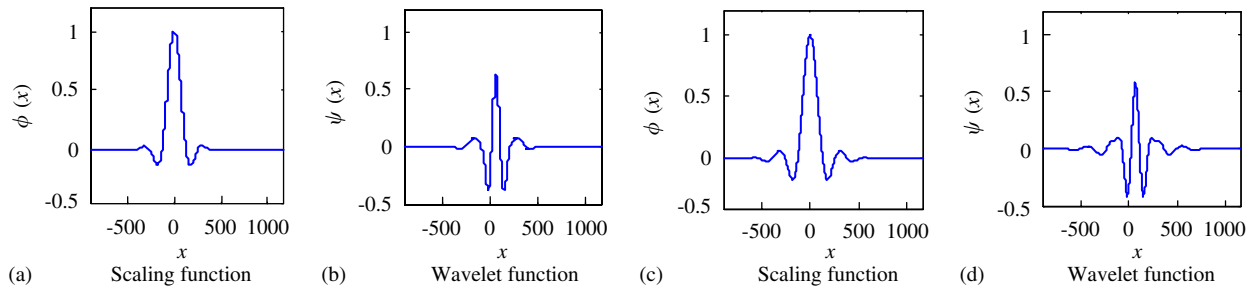 1
0.5
0
-0.5
ϕ (x)
-500 0 500 1000
x
(a) Scaling function
1
0.5
0
-0.5
ψ (x)
-500 0 500 1000
x
(b) Wavelet function
1
0.5
0
-0.5
ϕ (x)
-500 0 500 1000
x
(c) Scaling function
1
0.5
0
-0.5
ψ (x)
-500 0 500 1000
x
(d) Wavelet function